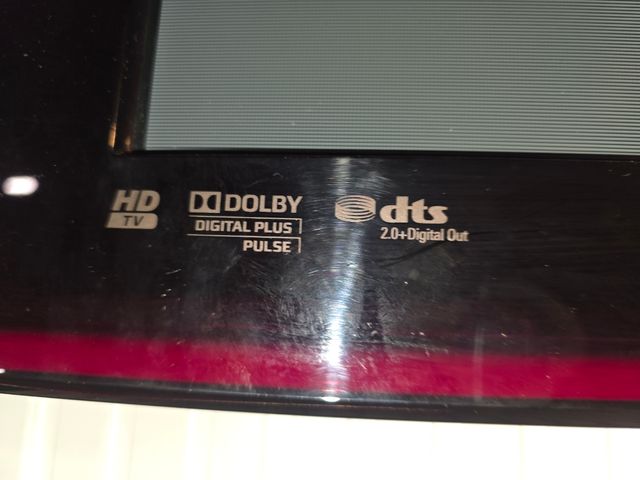 HD
TV
DOLBY
DIGITAL PLUS
PULSE
dts
2.0+Digital Out